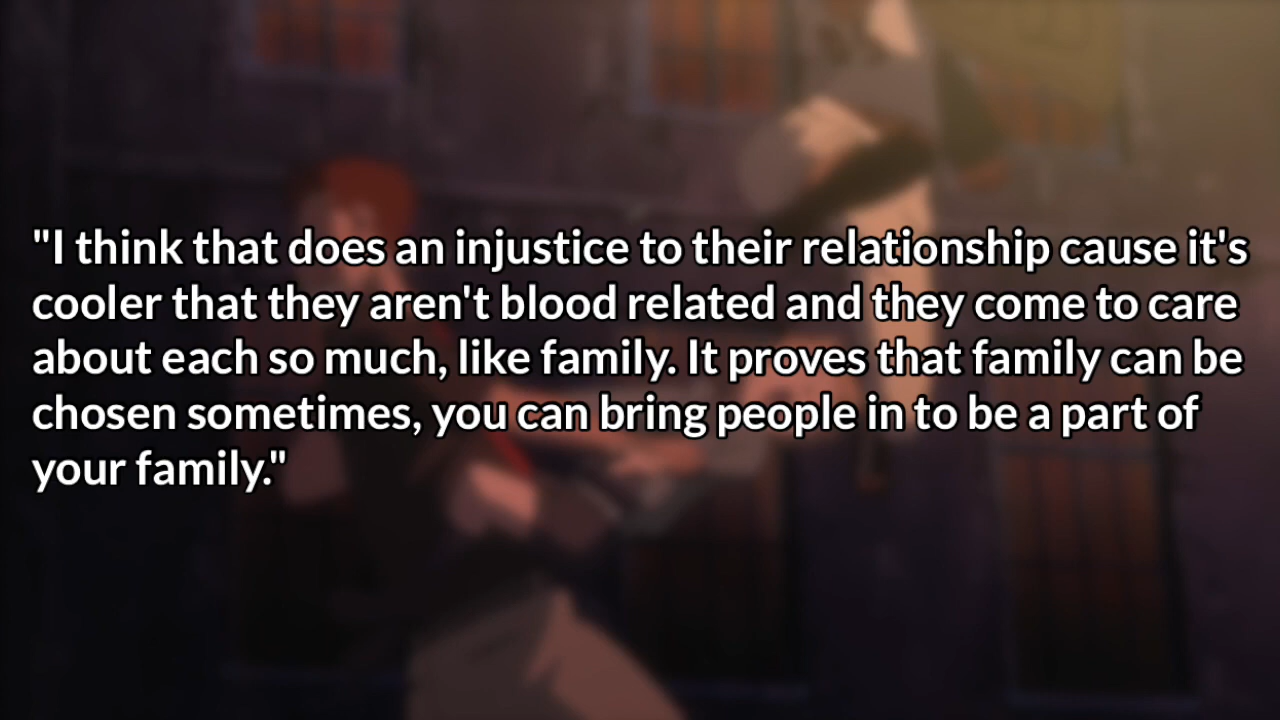 "I think that does an injustice to their relationship cause it's
cooler that they aren't blood related and they come to care
about each so much, like family. It proves that family can be
chosen sometimes, you can bring people in to be a part of
your family."